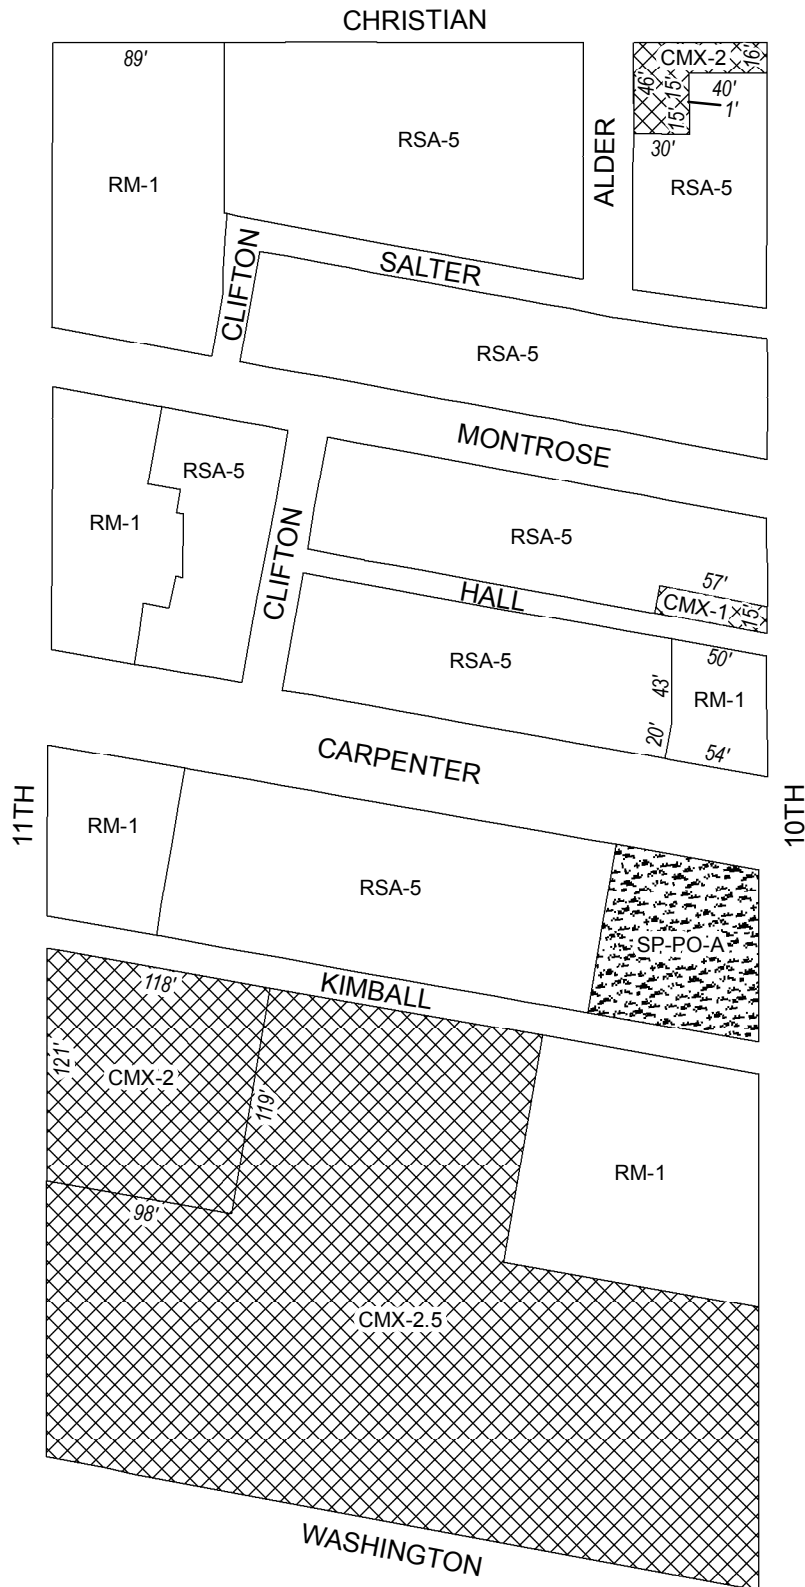 CHRISTIAN
89'
CMX-2
16'
46'
15'
40'
1'
15'
30'
RSA-5
ALDER
RM-1
RSA-5
CLIFTON
SALTER
RSA-5
MONTROSE
RSA-5
RM-1
RSA-5
CLIFTON
57'
HALL
CMX-1
15'
RSA-5
50'
43'
RM-1
20'
54'
CARPENTER
11TH
10TH
RM-1
RSA-5
SP-PO-A
KIMBALL
118'
121'
CMX-2
119'
98'
RM-1
CMX-2.5
WASHINGTON